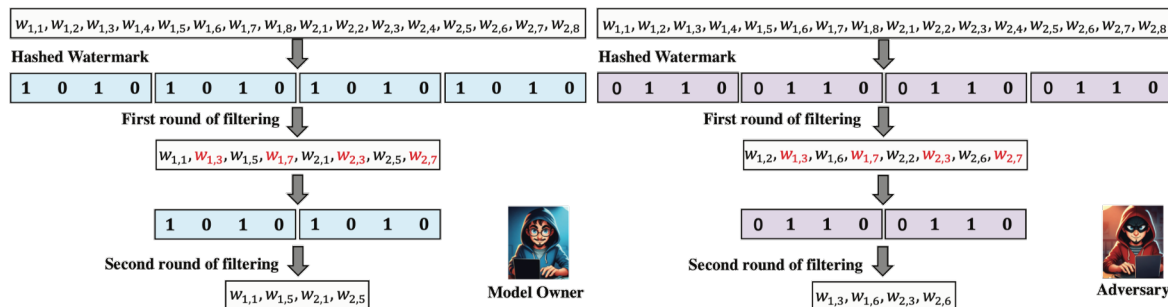 w1,1, w1,2, w1,3, w1,4, w1,5, w1,6, w1,7, w1,8, w2,1, w2,2, w2,3, w2,4, w2,5, w2,6, w2,7, w2,8
Hashed Watermark
1 0 1 0 1 0 1 0 1 0 1 0 1 0 1 0
First round of filtering
w1,1, w1,3, w1,5, w1,7, w2,1, w2,3, w2,5, w2,7
1 0 1 0 1 0 1 0
Second round of filtering
w1,1, w1,5, w2,1, w2,5
Model Owner
w1,1, w1,2, w1,3, w1,4, w1,5, w1,6, w1,7, w1,8, w2,1, w2,2, w2,3, w2,4, w2,5, w2,6, w2,7, w2,8
Hashed Watermark
0 1 1 0 0 1 1 0 0 1 1 0 0 1 1 0
First round of filtering
w1,2, w1,3, w1,6, w1,7, w2,2, w2,3, w2,6, w2,7
0 1 1 0 0 1 1 0
Second round of filtering
w1,3, w1,6, w2,3, w2,6
Adversary